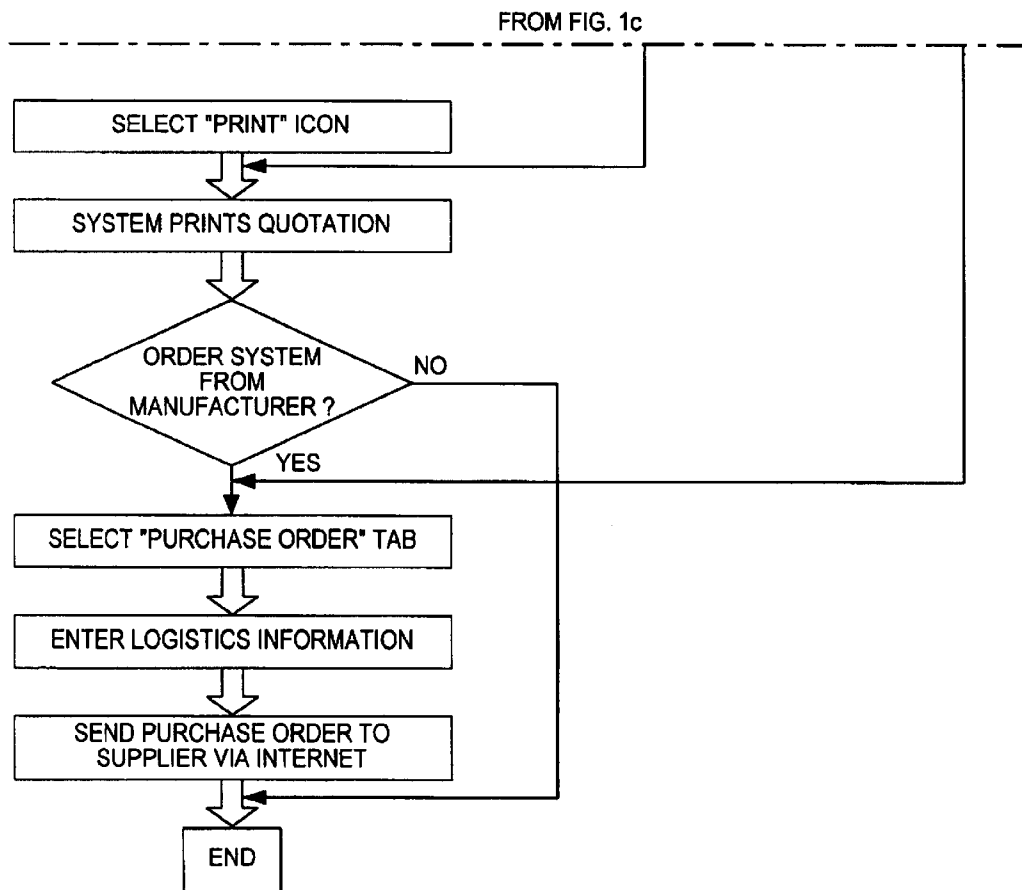 FROM FIG. 1c
SELECT "PRINT" ICON
SYSTEM PRINTS QUOTATION
ORDER SYSTEM
FROM
MANUFACTURER ?
NO
YES
SELECT "PURCHASE ORDER" TAB
ENTER LOGISTICS INFORMATION
SEND PURCHASE ORDER TO
SUPPLIER VIA INTERNET
END